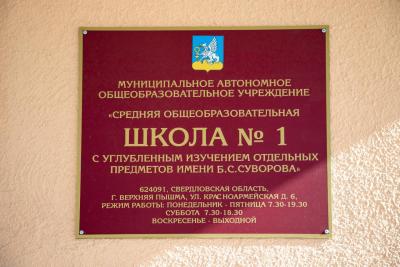 МУНИЦИПАЛЬНОЕ АВТОНОМНОЕ
ОБЩЕОБРАЗОВАТЕЛЬНОЕ УЧРЕЖДЕНИЕ
«СРЕДНЯЯ ОБЩЕОБРАЗОВАТЕЛЬНАЯ
ШКОЛА № 1
С УГЛУБЛЕННЫМ ИЗУЧЕНИЕМ ОТДЕЛЬНЫХ
ПРЕДМЕТОВ ИМЕНИ Б.С.СУВОРОВА»
624091, СВЕРДЛОВСКАЯ ОБЛАСТЬ,
Г. ВЕРХНЯЯ ПЫШМА, УЛ. КРАСНОАРМЕЙСКАЯ Д. 6,
РЕЖИМ РАБОТЫ: ПОНЕДЕЛЬНИК - ПЯТНИЦА 7.30-19.30
СУББОТА 7.30-18.30
ВОСКРЕСЕНЬЕ - ВЫХОДНОЙ